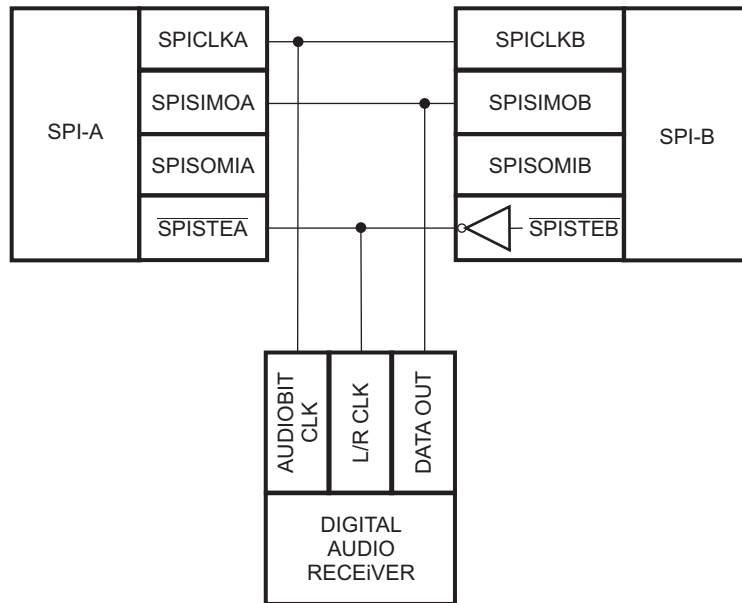 SPI-A
SPICLKA
SPISIMOA
SPISOMIA
SPISTEA
SPICLKB
SPISIMOB
SPISOMIB
SPISTEB
SPI-B
AUDIOBIT
CLK
L/R CLK
DATA OUT
DIGITAL
AUDIO
RECEiVER